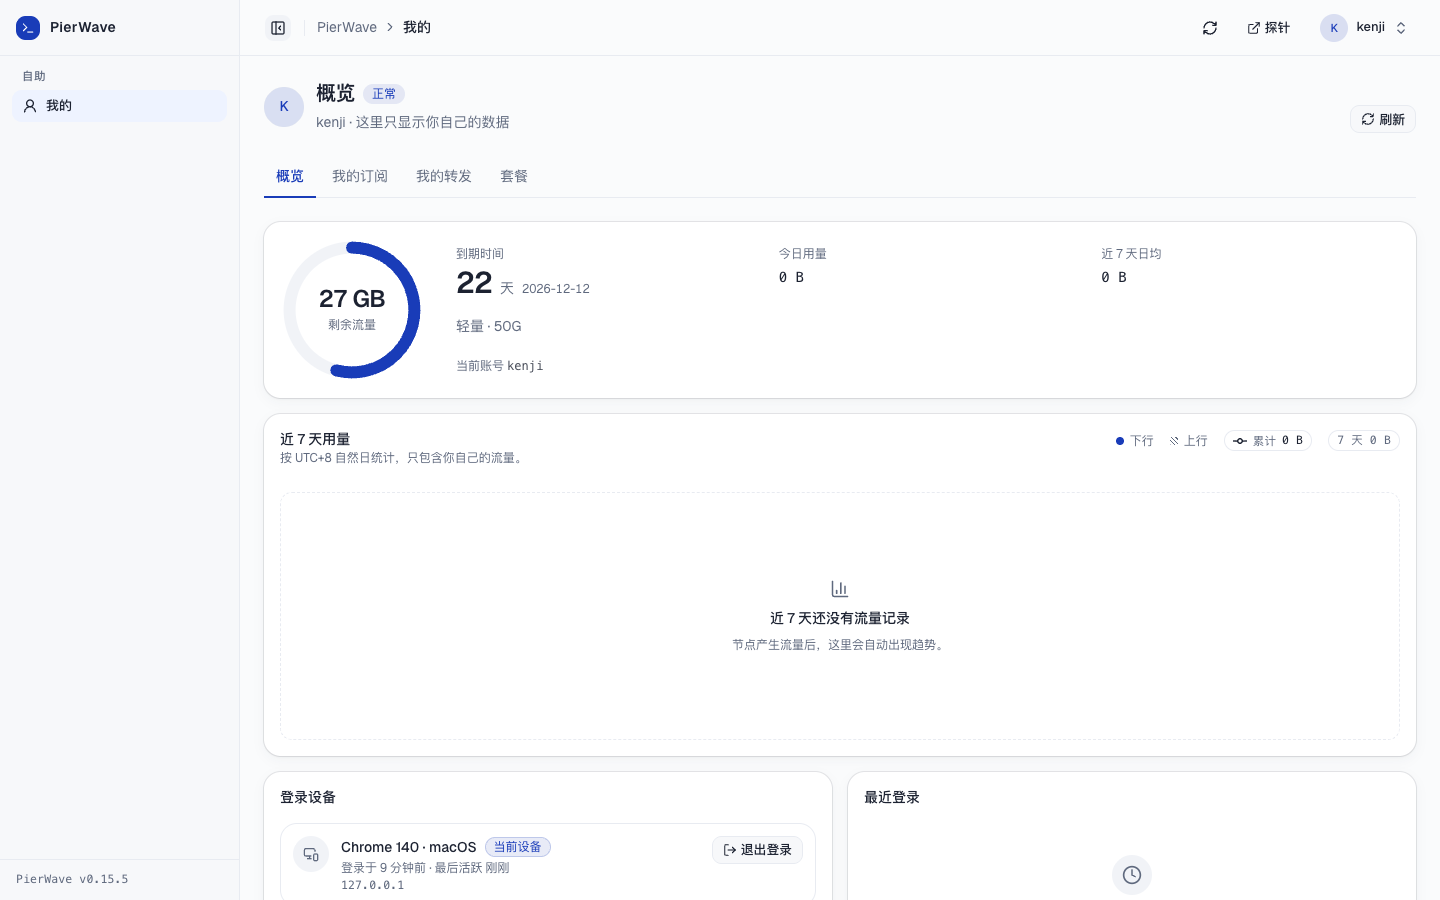 PierWave
PierWave > 我的
探针
K
kenji
自助
我的
K
概览 正常
kenji · 这里只显示你自己的数据
刷新
概览 我的订阅 我的转发 套餐
27 GB
剩余流量
到期时间
22 天 2026-12-12
轻量 · 50G
当前账号 kenji
今日用量
0 B
近 7 天日均
0 B
近 7 天用量
按 UTC+8 自然日统计，只包含你自己的流量。
下行 上行 累计 0 B 7 天 0 B
近 7 天还没有流量记录
节点产生流量后，这里会自动出现趋势。
登录设备
Chrome 140 · macOS 当前设备
登录于 9 分钟前 · 最后活跃 刚刚
127.0.0.1
退出登录
最近登录
PierWave v0.15.5